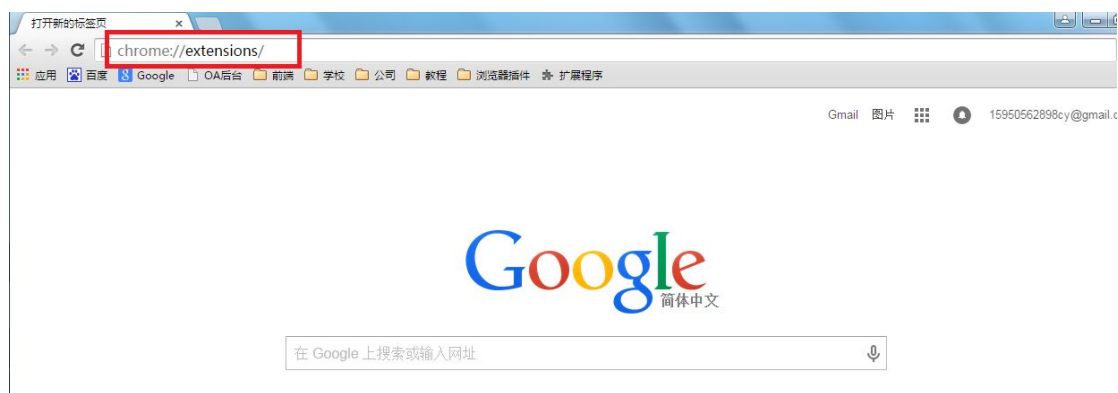 打开新的标签页
chrome://extensions/
应用 百度 Google OA后台 前端 学校 公司 教程 浏览器插件 扩展程序
Gmail 图片 15950562898cy@gmail.c
Google
简体中文
在 Google 上搜索或输入网址